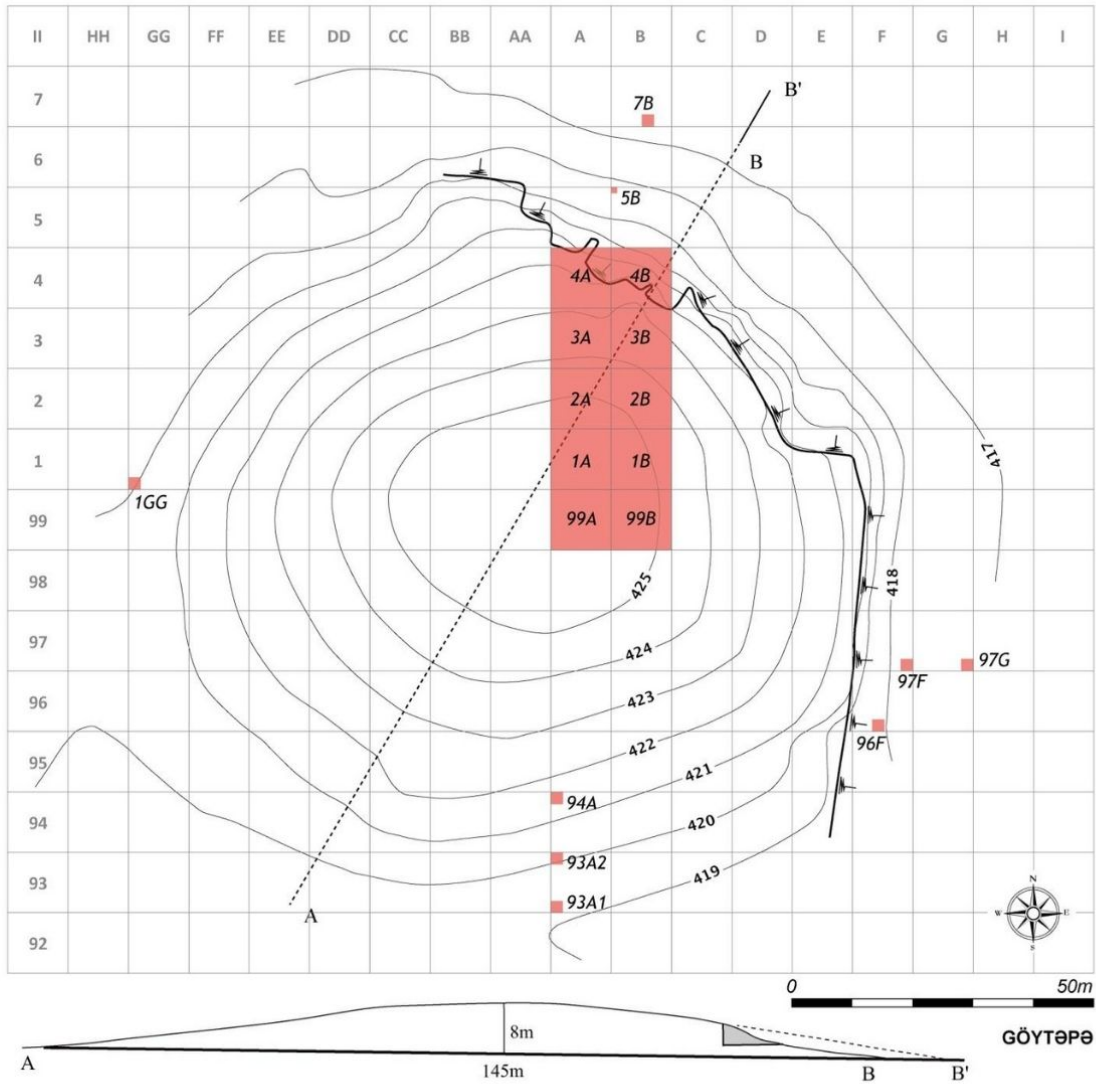 II HH GG FF EE DD CC BB AA A B C D E F G H I
7
7B
B'
6
B
5
5B
4
4A 4B
3
3A 3B
2
2A 2B
1
1A 1B
417
1GG
99
99A 99B
98
425
418
97
424
97F
97G
96
423
96F
95
422
421
94
94A
420
93
93A2
419
93A1
A
92
N
W E
S
0 50m
8m
GÖYTƏPƏ
A
145m
B B'